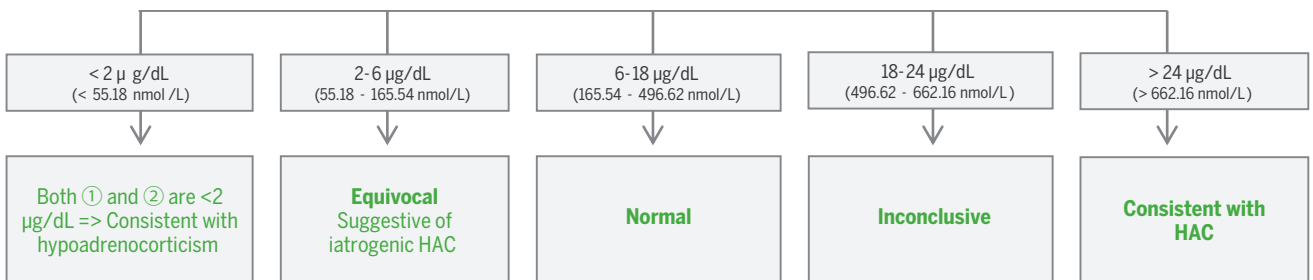 < 2 µ g/dL
(< 55.18 nmol /L)
2-6 µg/dL
(55.18 - 165.54 nmol/L)
6-18 µg/dL
(165.54 - 496.62 nmol/L)
18-24 µg/dL
(496.62 - 662.16 nmol/L)
> 24 µg/dL
(> 662.16 nmol/L)
Both ① and ② are <2
µg/dL => Consistent with
hypoadrenocorticism
Equivocal
Suggestive of
iatrogenic HAC
Normal
Inconclusive
Consistent with
HAC